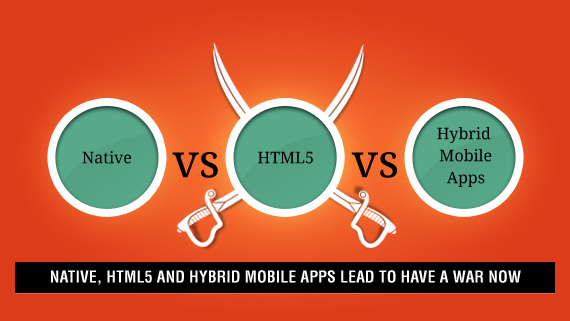 Native
VS
HTML5
VS
Hybrid
Mobile
Apps
NATIVE, HTML5 AND HYBRID MOBILE APPS LEAD TO HAVE A WAR NOW